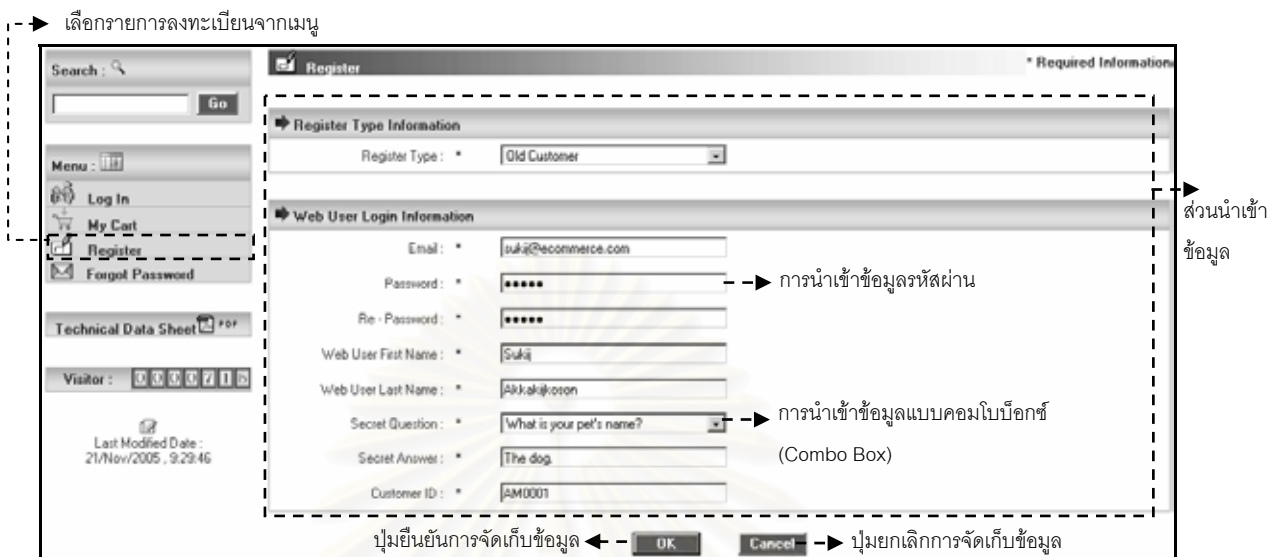 เลือกรายการลงทะเบียนจากเมนู
Search :
Go
Menu :
Log In
My Cart
Register
Forgot Password
Technical Data Sheet PDF
Visitor :
Last Modified Date :
21/Nov/2005 , 9:29:46
Register
* Required Information
Register Type Information
Register Type : * Old Customer
Web User Login Information
Email : * sukij@ecommerce.com
Password : * •••••
การนำเข้าข้อมูลรหัสผ่าน
Re - Password : * •••••
Web User First Name : * Sukij
Web User Last Name : * Akkakijkoson
Secret Question : * What is your pet's name?
การนำเข้าข้อมูลแบบคอมโบบ็อกซ์
(Combo Box)
Secret Answer : * The dog.
Customer ID : * AM0001
ส่วนนำเข้า
ข้อมูล
ปุ่มยืนยันการจัดเก็บข้อมูล OK Cancel ปุ่มยกเลิกการจัดเก็บข้อมูล